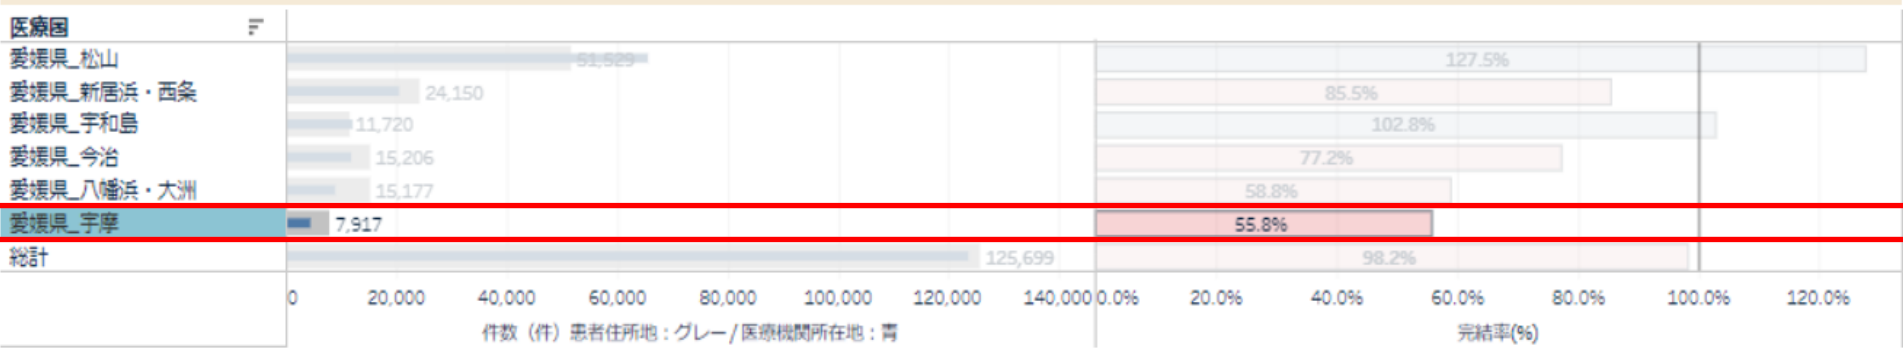 医療圏
愛媛県_松山 51,529 127.5%
愛媛県_新居浜・西条 24,150 85.5%
愛媛県_宇和島 11,720 102.8%
愛媛県_今治 15,206 77.2%
愛媛県_八幡浜・大洲 15,177 58.8%
愛媛県_宇摩 7,917 55.8%
総計 125,699 98.2%
0 20,000 40,000 60,000 80,000 100,000 120,000 140,000 0.0% 20.0% 40.0% 60.0% 80.0% 100.0% 120.0%
件数（件）患者住所地：グレー/医療機関所在地：青 完結率(%)